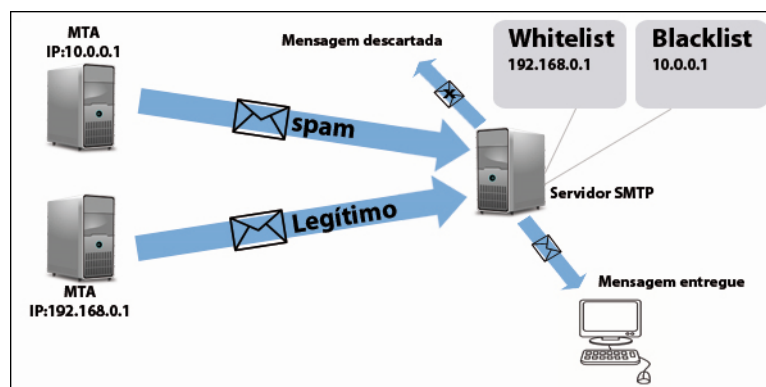 MTA
IP:10.0.0.1
Mensagem descartada
Whitelist
192.168.0.1
Blacklist
10.0.0.1
spam
Servidor SMTP
Legítimo
MTA
IP:192.168.0.1
Mensagem entregue